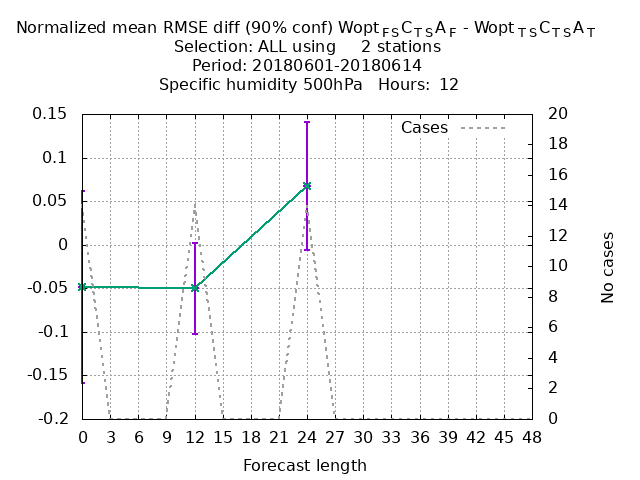 Normalized mean RMSE diff (90% conf) Wopt FS C TS A F - Wopt TS C TS A T
Selection: ALL using 2 stations
Period: 20180601-20180614
Specific humidity 500hPa Hours: 12
Cases
0.15
0.1
0.05
0
-0.05
-0.1
-0.15
-0.2
20
18
16
14
12
10
8
6
4
2
0
No cases
0 3 6 9 12 15 18 21 24 27 30 33 36 39 42 45 48
Forecast length